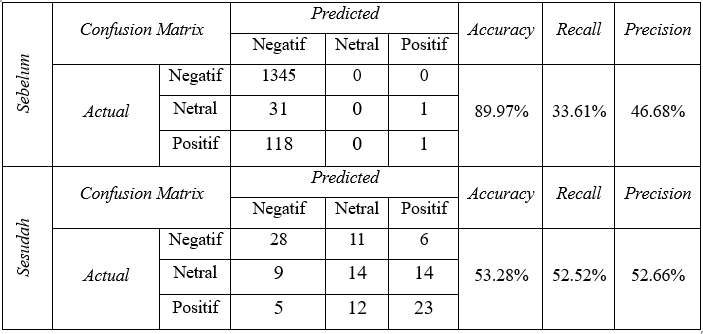 Sebelum
Confusion Matrix Predicted Accuracy Recall Precision
Negatif Netral Positif
Actual Negatif 1345 0 0 89.97% 33.61% 46.68%
Netral 31 0 1
Positif 118 0 1
Sesudah
Confusion Matrix Predicted Accuracy Recall Precision
Negatif Netral Positif
Actual Negatif 28 11 6 53.28% 52.52% 52.66%
Netral 9 14 14
Positif 5 12 23